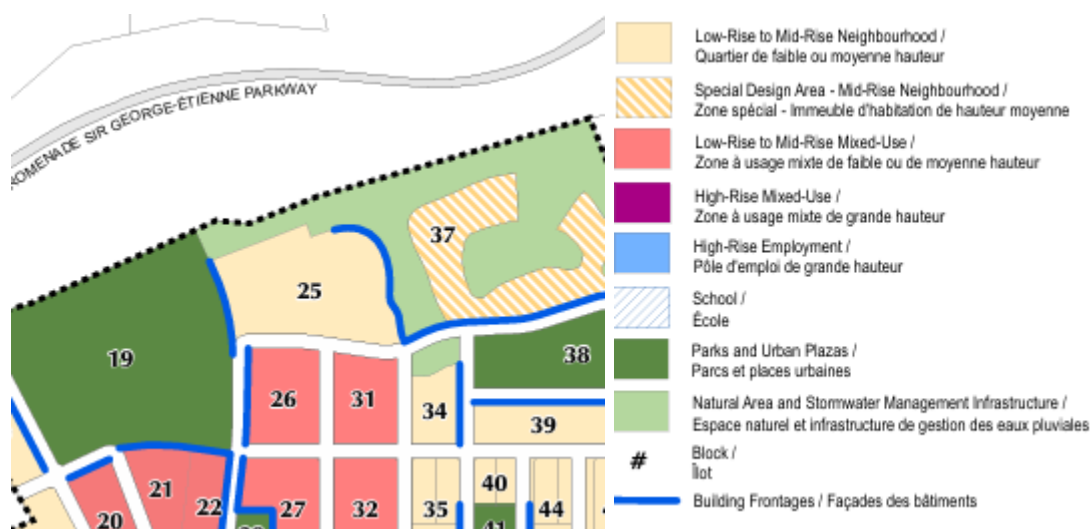 ROMENADE SIR GEORGE-ÉTIENNE PARKWAY
37
25
19
38
26
31
34
39
21
22
20
27
32
35
40
41
44
Low-Rise to Mid-Rise Neighbourhood /
Quartier de faible ou moyenne hauteur
Special Design Area - Mid-Rise Neighbourhood /
Zone spécial - Immeuble d'habitation de hauteur moyenne
Low-Rise to Mid-Rise Mixed-Use /
Zone à usage mixte de faible ou de moyenne hauteur
High-Rise Mixed-Use /
Zone à usage mixte de grande hauteur
High-Rise Employment /
Pôle d'emploi de grande hauteur
School /
École
Parks and Urban Plazas /
Parcs et places urbaines
Natural Area and Stormwater Management Infrastructure /
Espace naturel et infrastructure de gestion des eaux pluviales
# Block /
Îlot
Building Frontages / Façades des bâtiments